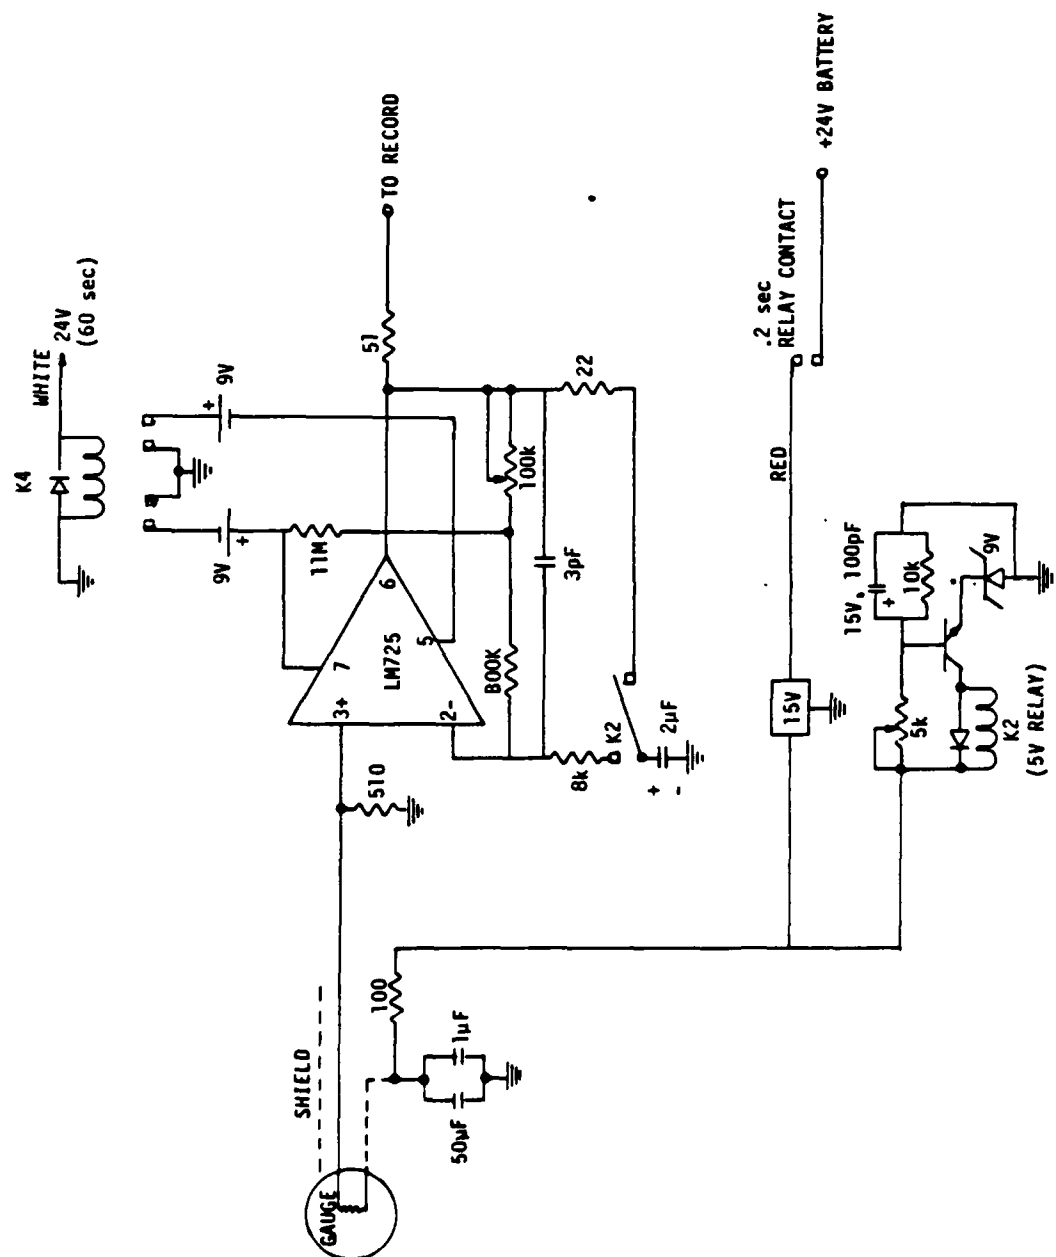 K4
WHITE
24V
(60 sec)
9V
+
9V
+
11M
7
3+
LM725
6
5
2-
51
TO RECORD
100k
800K
3pF
22
8k
K2
2µF
+
-
510
SHIELD
GAUGE
100
50µF
1µF
15V
RED
.2 sec
RELAY CONTACT
+24V BATTERY
15V, 100pF
+
10k
5k
9V
K2
(5V RELAY)